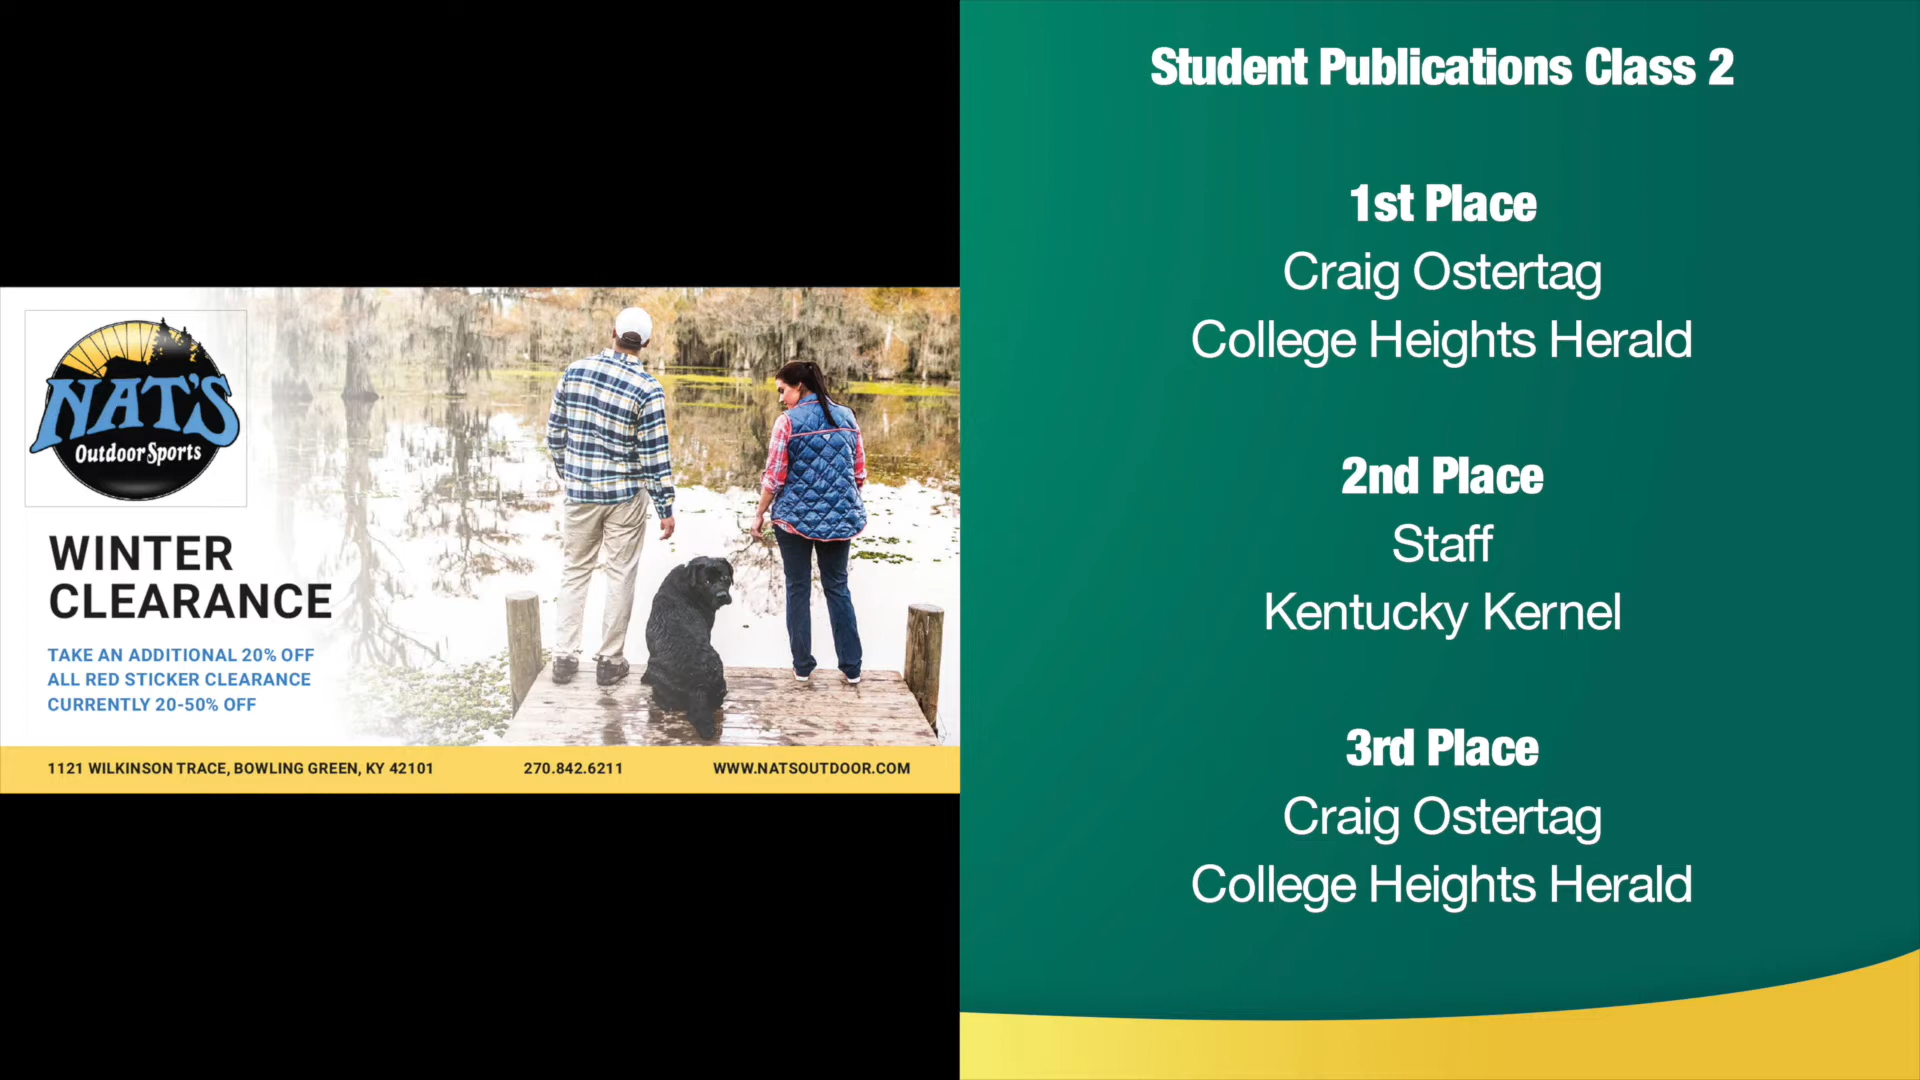 NAT'S
Outdoor Sports
WINTER
CLEARANCE
TAKE AN ADDITIONAL 20% OFF
ALL RED STICKER CLEARANCE
CURRENTLY 20-50% OFF
1121 WILKINSON TRACE, BOWLING GREEN, KY 42101 270.842.6211 WWW.NATSOUTDOOR.COM
Student Publications Class 2
1st Place
Craig Ostertag
College Heights Herald
2nd Place
Staff
Kentucky Kernel
3rd Place
Craig Ostertag
College Heights Herald